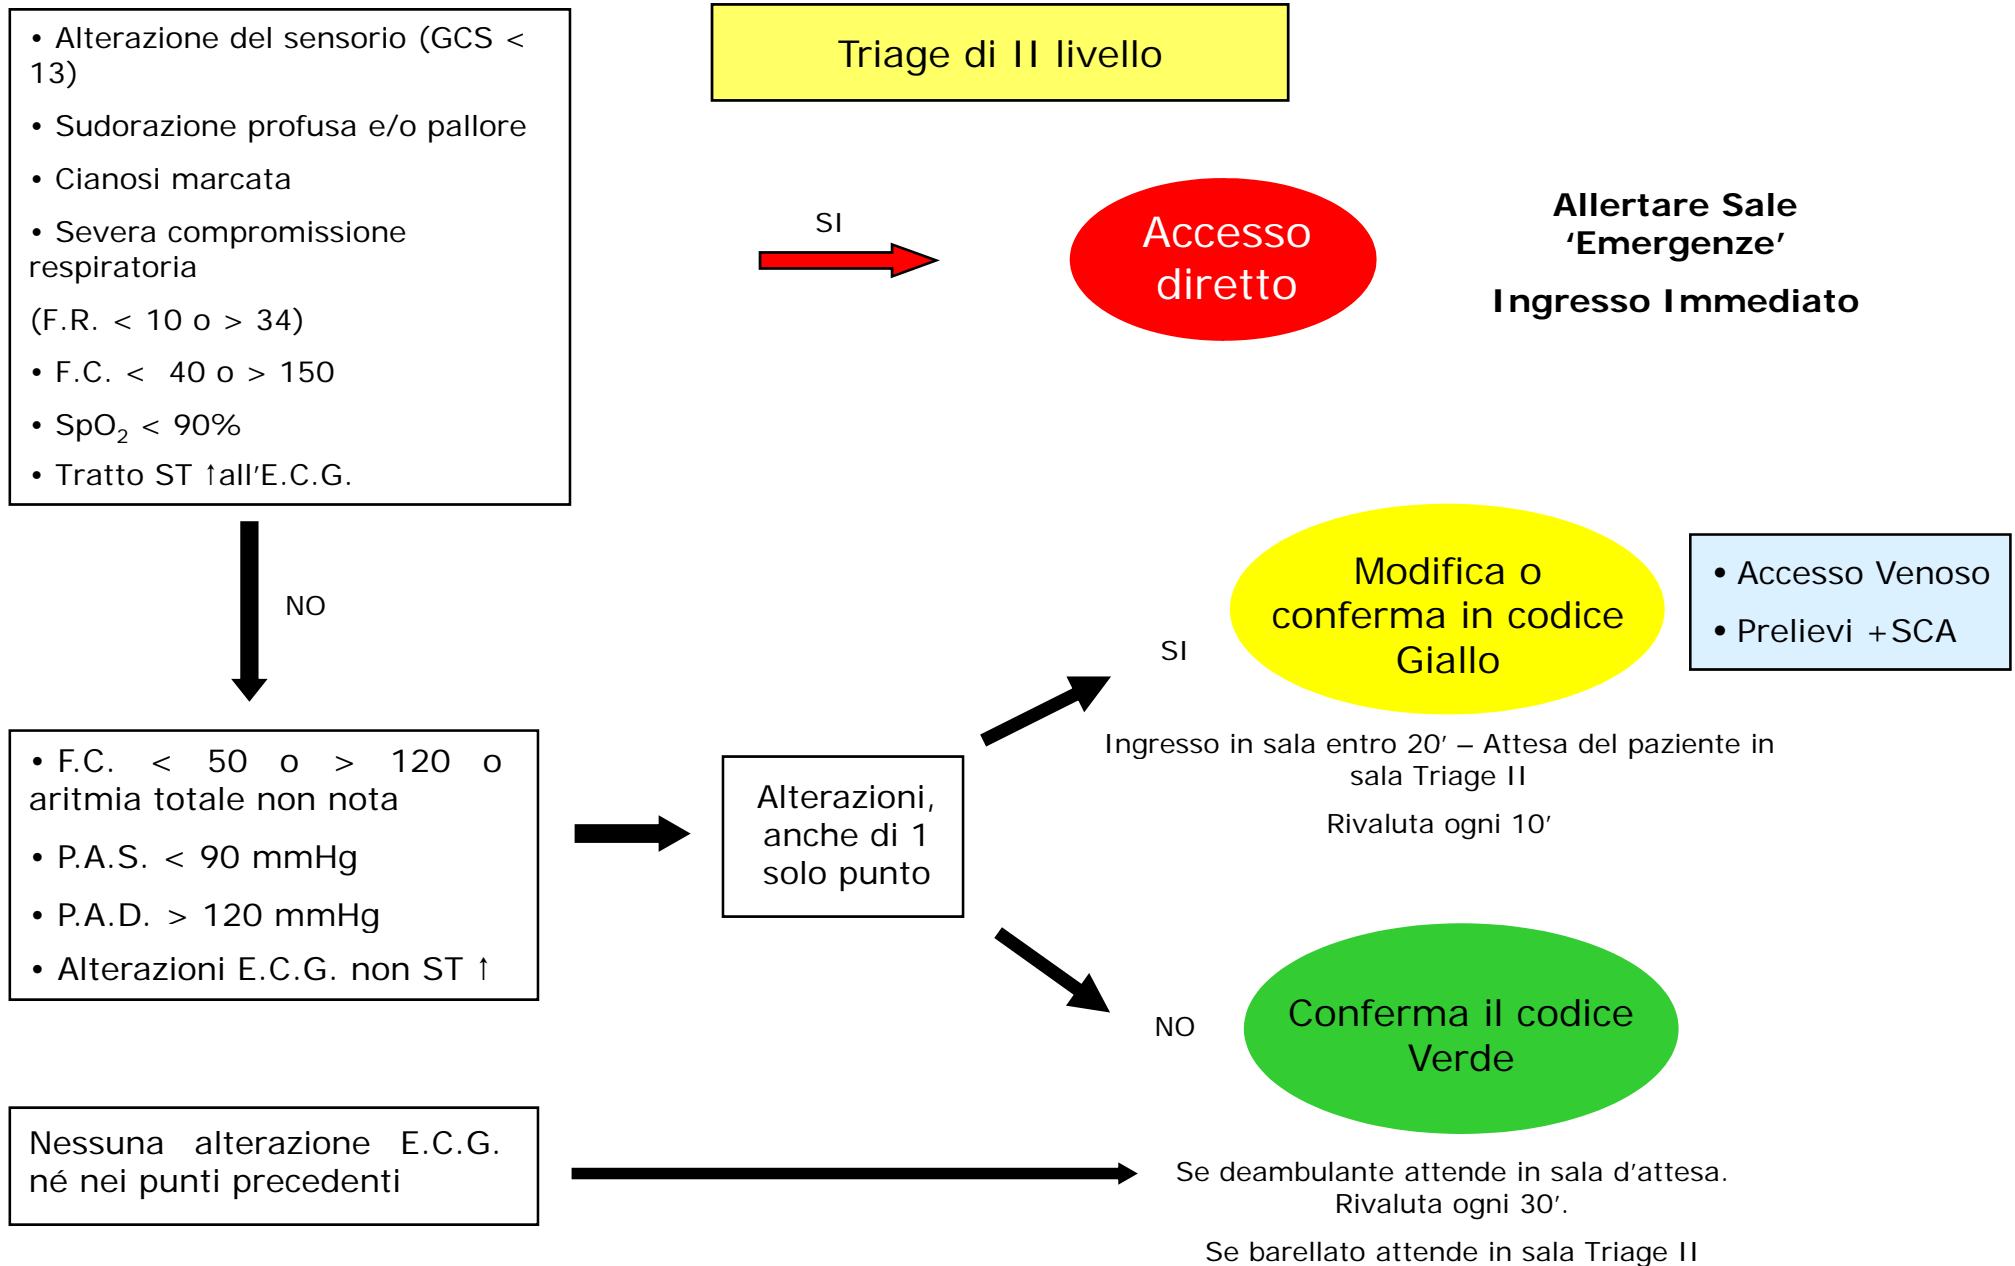 • Alterazione del sensorio (GCS <
13)
• Sudorazione profusa e/o pallore
• Cianosi marcata
• Severa compromissione
respiratoria
(F.R. < 10 o > 34)
• F.C. < 40 o > 150
• SpO₂ < 90%
• Tratto ST ↑all’E.C.G.
Triage di II livello
SI
Accesso
diretto
Allertare Sale
‘Emergenze’
Ingresso Immediato
NO
• F.C. < 50 o > 120 o
aritmia totale non nota
• P.A.S. < 90 mmHg
• P.A.D. > 120 mmHg
• Alterazioni E.C.G. non ST ↑
Alterazioni,
anche di 1
solo punto
SI
Modifica o
conferma in codice
Giallo
• Accesso Venoso
• Prelievi +SCA
Ingresso in sala entro 20’ – Attesa del paziente in
sala Triage II
Rivaluta ogni 10’
NO
Conferma il codice
Verde
Nessuna alterazione E.C.G.
né nei punti precedenti
Se deambulante attende in sala d’attesa.
Rivaluta ogni 30’.
Se barellato attende in sala Triage II